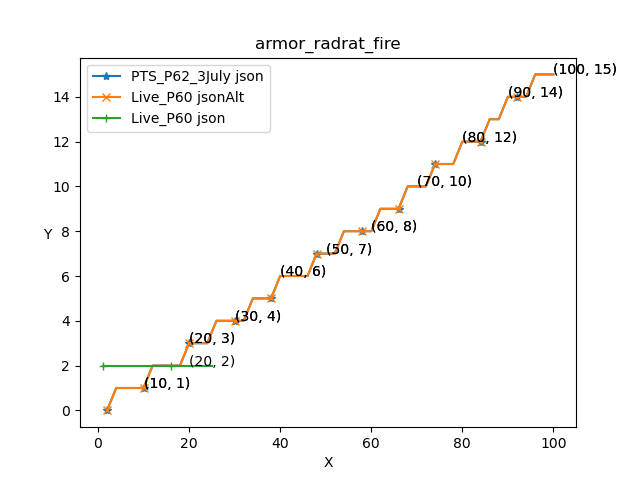 armor_radrat_fire
PTS_P62_3July json
Live_P60 jsonAlt
Live_P60 json
(100, 15)
(90, 14)
(80, 12)
(70, 10)
(60, 8)
(50, 7)
(40, 6)
(30, 4)
(20, 3)
(20, 2)
(10, 1)
14
12
10
8
6
4
2
0
Y
0 20 40 60 80 100
X